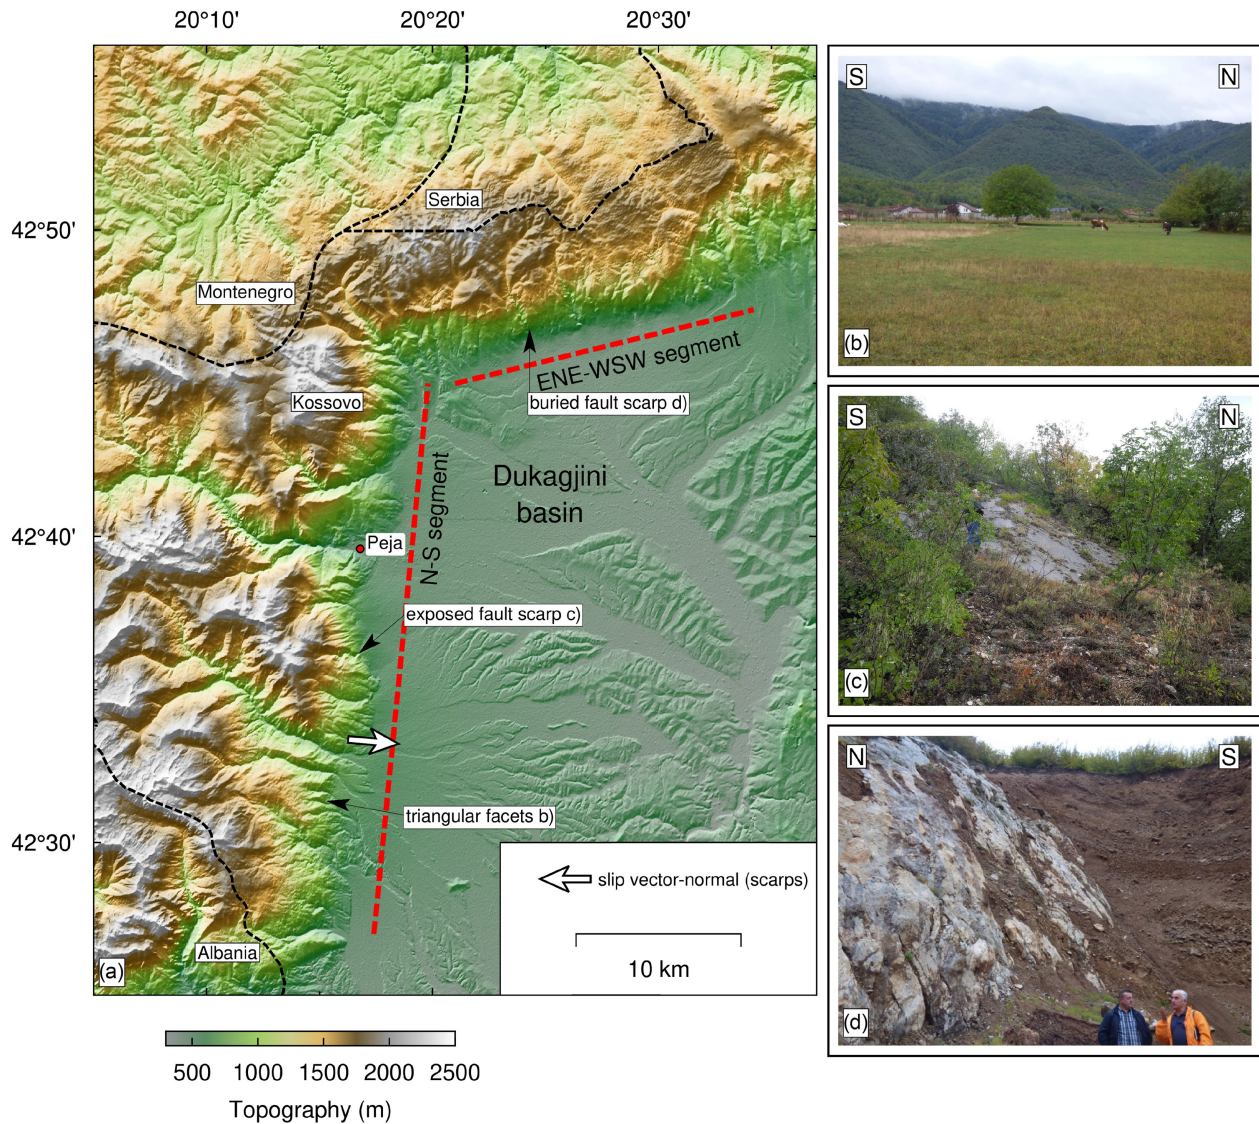 20°10' 20°20' 20°30'
42°50'
42°40'
42°30'
Serbia
Montenegro
Kossovo
ENE-WSW segment
buried fault scarp d)
Dukagjini
basin
N-S segment
Peja
exposed fault scarp c)
triangular facets b)
Albania
(a)
slip vector-normal (scarps)
10 km
500 1000 1500 2000 2500
Topography (m)
S N
(b)
S N
(c)
N S
(d)